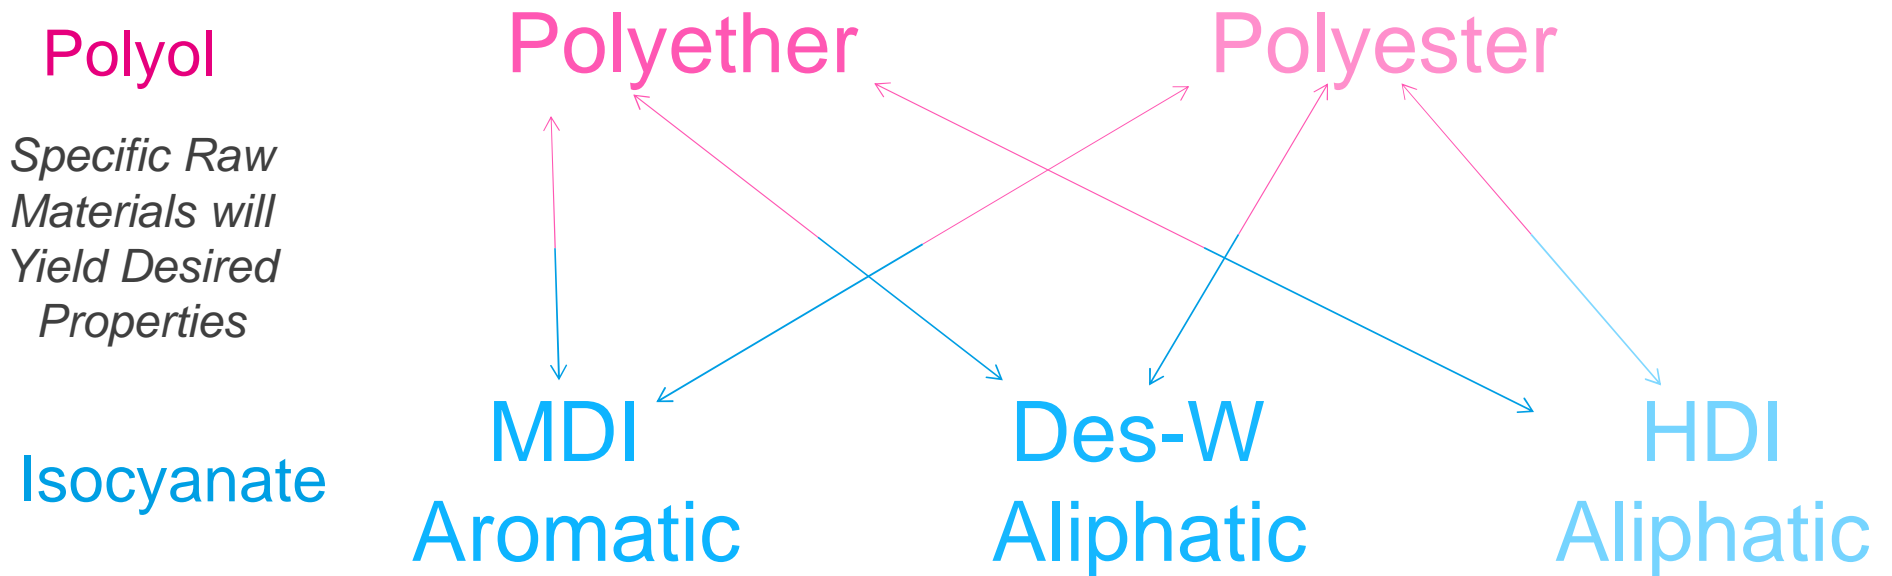 Polyol
Polyether
Polyester
Specific Raw
Materials will
Yield Desired
Properties
Isocyanate
MDI
Aromatic
Des-W
Aliphatic
HDI
Aliphatic